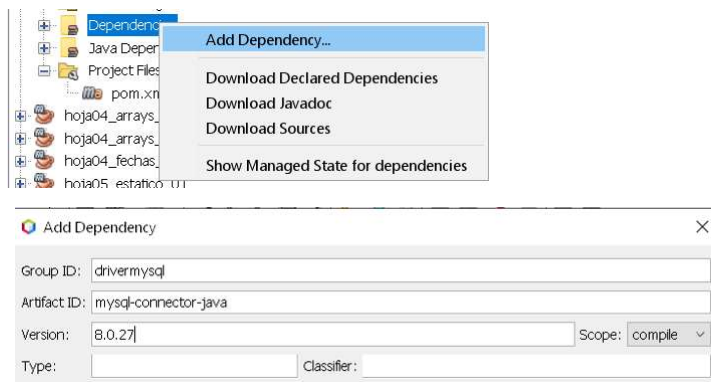 Dependenci
Add Dependency...
Java Deper
Project Files
Download Declared Dependencies
pom.xm
Download Javadoc
hoja04_arrays_
Download Sources
hoja04_arrays_
hoja04_fechas_
Show Managed State for dependencies
hoja05_estatico_01
Add Dependency
Group ID: drivermysql
Artifact ID: mysql-connector-java
Version: 8.0.27 Scope: compile
Type: Classifier: